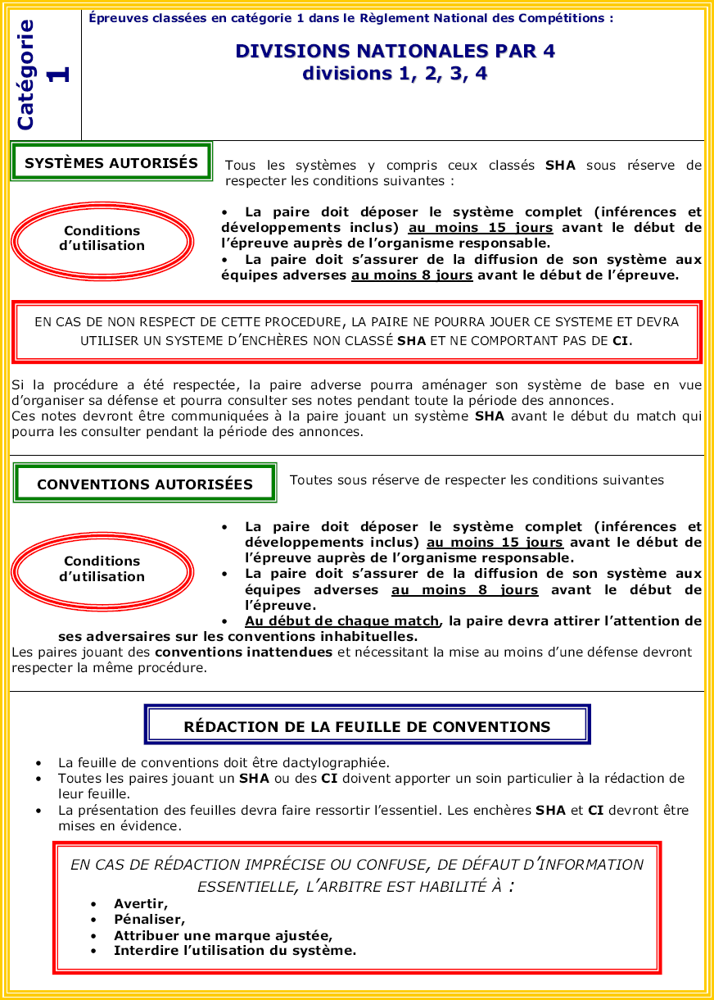 Catégorie
1
Épreuves classées en catégorie 1 dans le Règlement National des Compétitions :
DIVISIONS NATIONALES PAR 4
divisions 1, 2, 3, 4
SYSTÈMES AUTORISÉS
Tous les systèmes y compris ceux classés SHA sous réserve de
respecter les conditions suivantes :
Conditions
d’utilisation
• La paire doit déposer le système complet (inférences et
développements inclus) au moins 15 jours avant le début de
l’épreuve auprès de l’organisme responsable.
• La paire doit s’assurer de la diffusion de son système aux
équipes adverses au moins 8 jours avant le début de l’épreuve.
EN CAS DE NON RESPECT DE CETTE PROCEDURE, LA PAIRE NE POURRA JOUER CE SYSTEME ET DEVRA
UTILISER UN SYSTEME D’ENCHÈRES NON CLASSÉ SHA ET NE COMPORTANT PAS DE CI.
Si la procédure a été respectée, la paire adverse pourra aménager son système de base en vue
d’organiser sa défense et pourra consulter ses notes pendant toute la période des annonces.
Ces notes devront être communiquées à la paire jouant un système SHA avant le début du match qui
pourra les consulter pendant la période des annonces.
CONVENTIONS AUTORISÉES
Toutes sous réserve de respecter les conditions suivantes
Conditions
d’utilisation
• La paire doit déposer le système complet (inférences et
développements inclus) au moins 15 jours avant le début de
l’épreuve auprès de l’organisme responsable.
• La paire doit s’assurer de la diffusion de son système aux
équipes adverses au moins 8 jours avant le début de
l’épreuve.
• Au début de chaque match, la paire devra attirer l’attention de
ses adversaires sur les conventions inhabituelles.
Les paires jouant des conventions inattendues et nécessitant la mise au moins d’une défense devront
respecter la même procédure.
RÉDACTION DE LA FEUILLE DE CONVENTIONS
• La feuille de conventions doit être dactylographiée.
• Toutes les paires jouant un SHA ou des CI doivent apporter un soin particulier à la rédaction de
leur feuille.
• La présentation des feuilles devra faire ressortir l’essentiel. Les enchères SHA et CI devront être
mises en évidence.
EN CAS DE RÉDACTION IMPRÉCISE OU CONFUSE, DE DÉFAUT D’INFORMATION
ESSENTIELLE, L’ARBITRE EST HABILITÉ À :
• Avertir,
• Pénaliser,
• Attribuer une marque ajustée,
• Interdire l’utilisation du système.